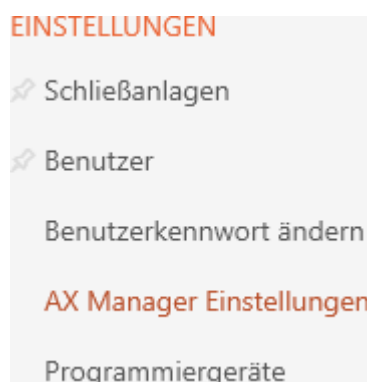 EINSTELLUNGEN
Schließanlagen
Benutzer
Benutzerkennwort ändern
AX Manager Einstellungen
Programmiergeräte